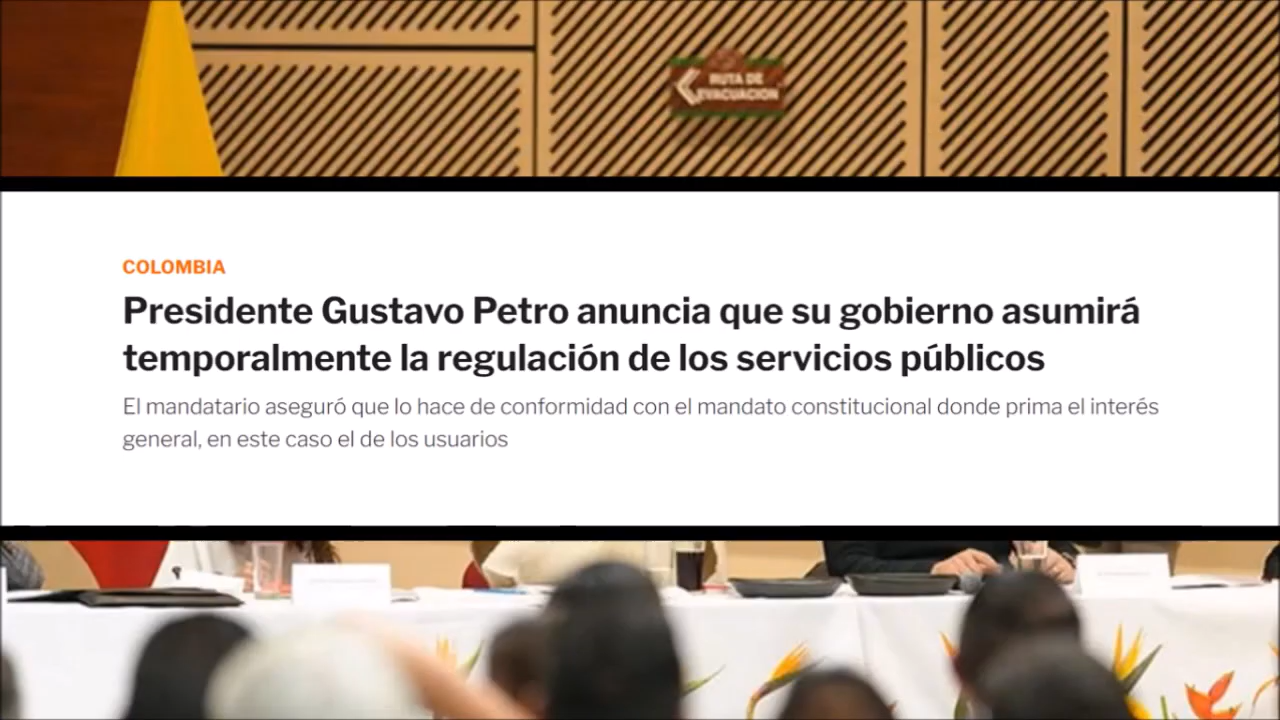 RUTA DE
EVACUACION
COLOMBIA
Presidente Gustavo Petro anuncia que su gobierno asumirá
temporalmente la regulación de los servicios públicos
El mandatario aseguró que lo hace de conformidad con el mandato constitucional donde prima el interés
general, en este caso el de los usuarios